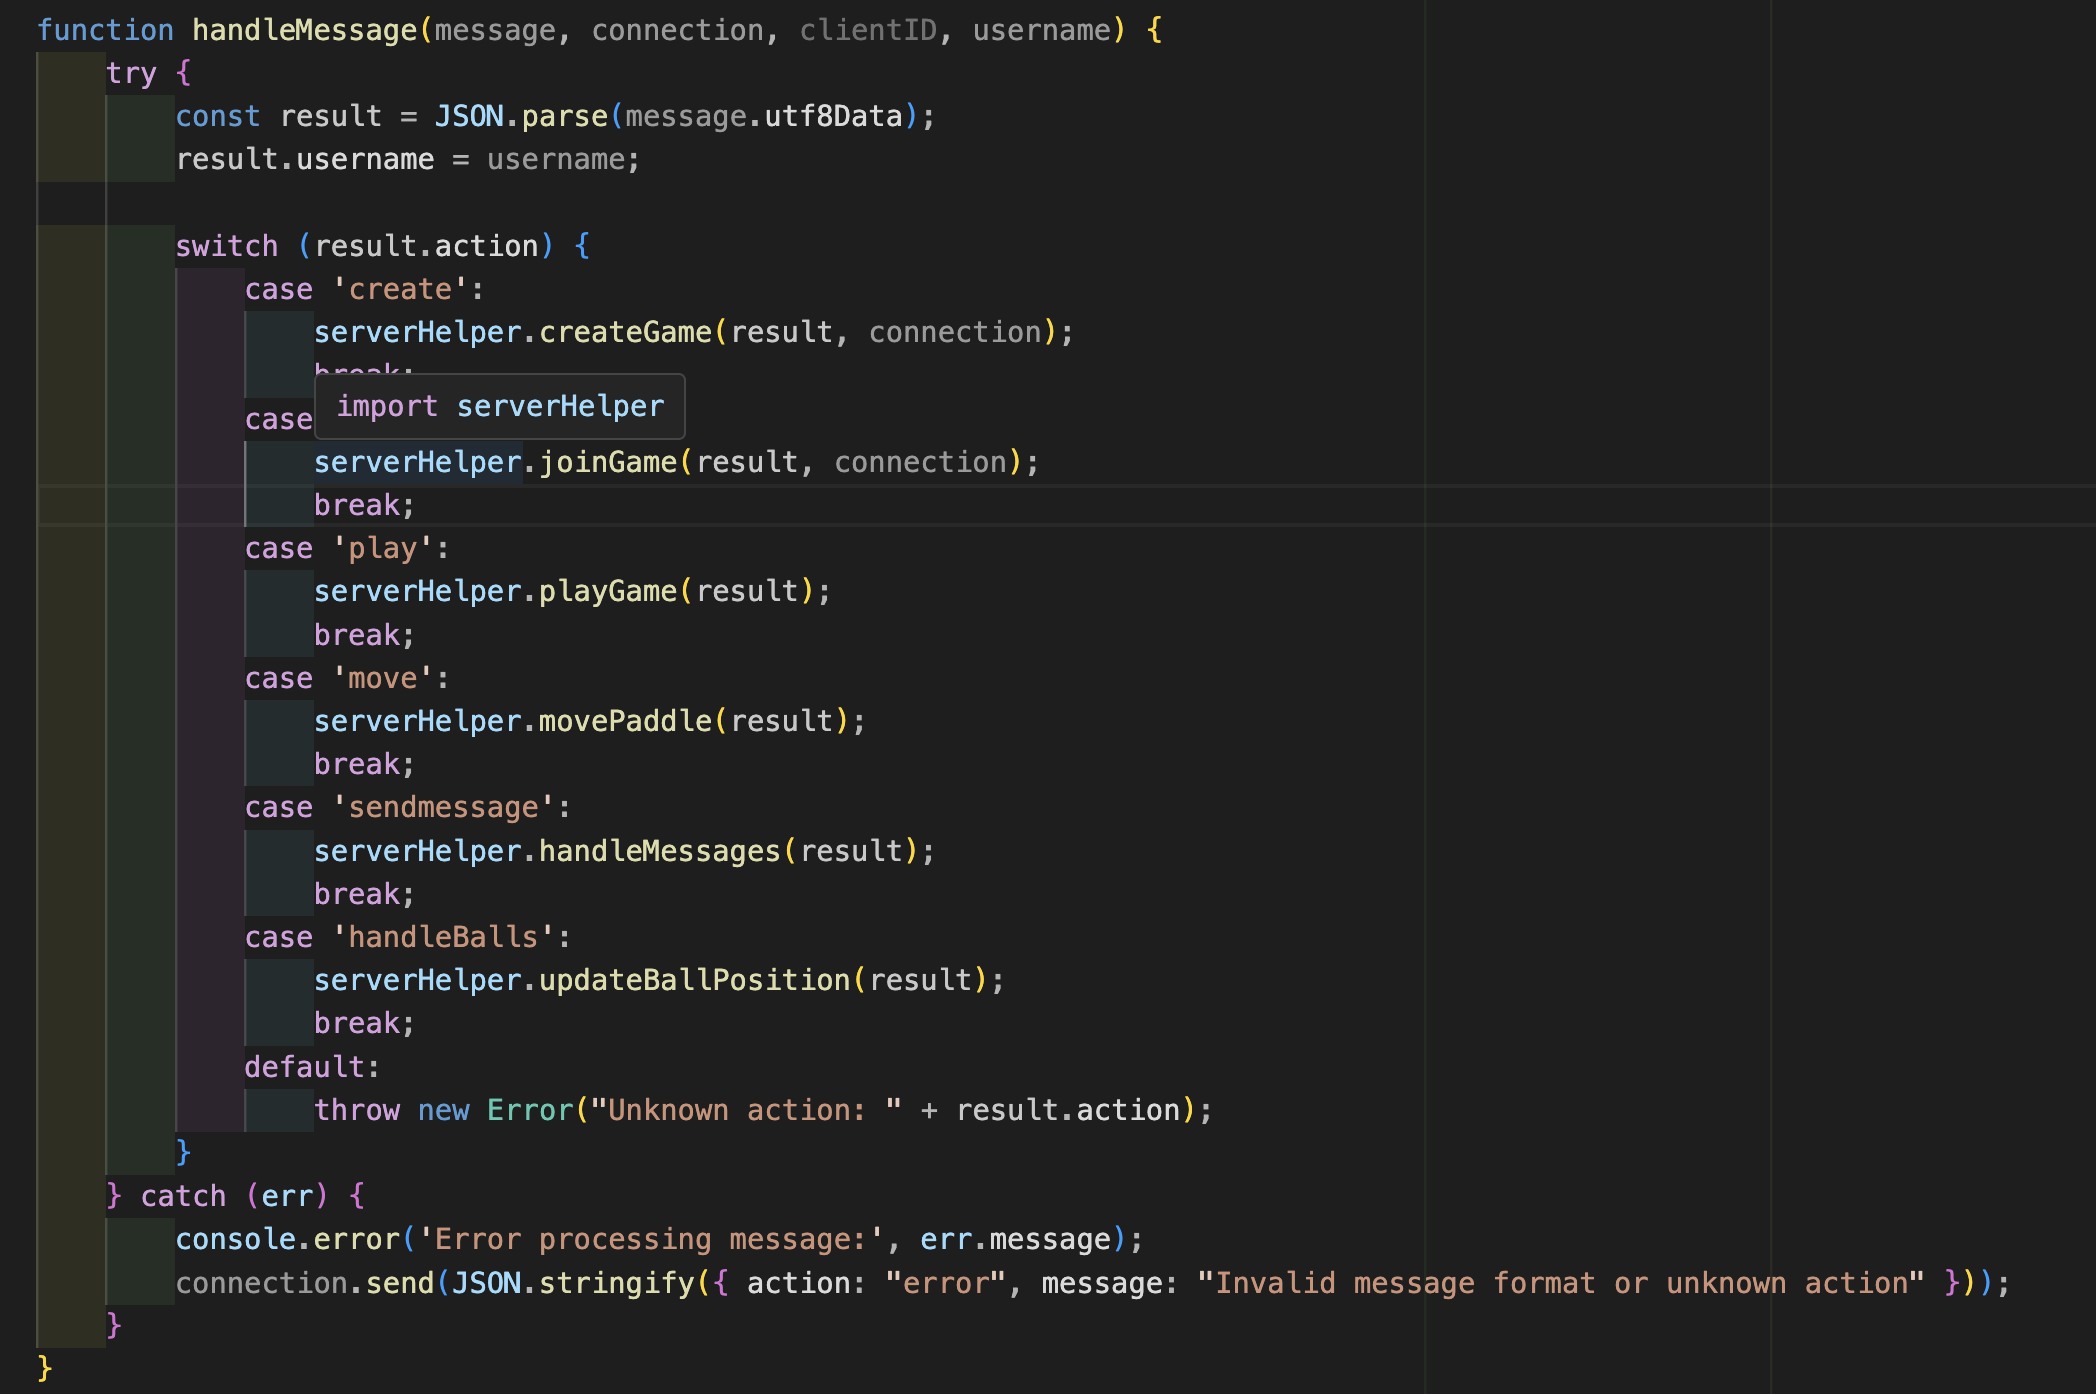 function handleMessage(message, connection, clientID, username) {
try {
const result = JSON.parse(message.utf8Data);
result.username = username;
switch (result.action) {
case 'create':
serverHelper.createGame(result, connection);
break;
import serverHelper
case
serverHelper.joinGame(result, connection);
break;
case 'play':
serverHelper.playGame(result);
break;
case 'move':
serverHelper.movePaddle(result);
break;
case 'sendmessage':
serverHelper.handleMessages(result);
break;
case 'handleBalls':
serverHelper.updateBallPosition(result);
break;
default:
throw new Error("Unknown action: " + result.action);
}
} catch (err) {
console.error('Error processing message:', err.message);
connection.send(JSON.stringify({ action: "error", message: "Invalid message format or unknown action" }));
}
}